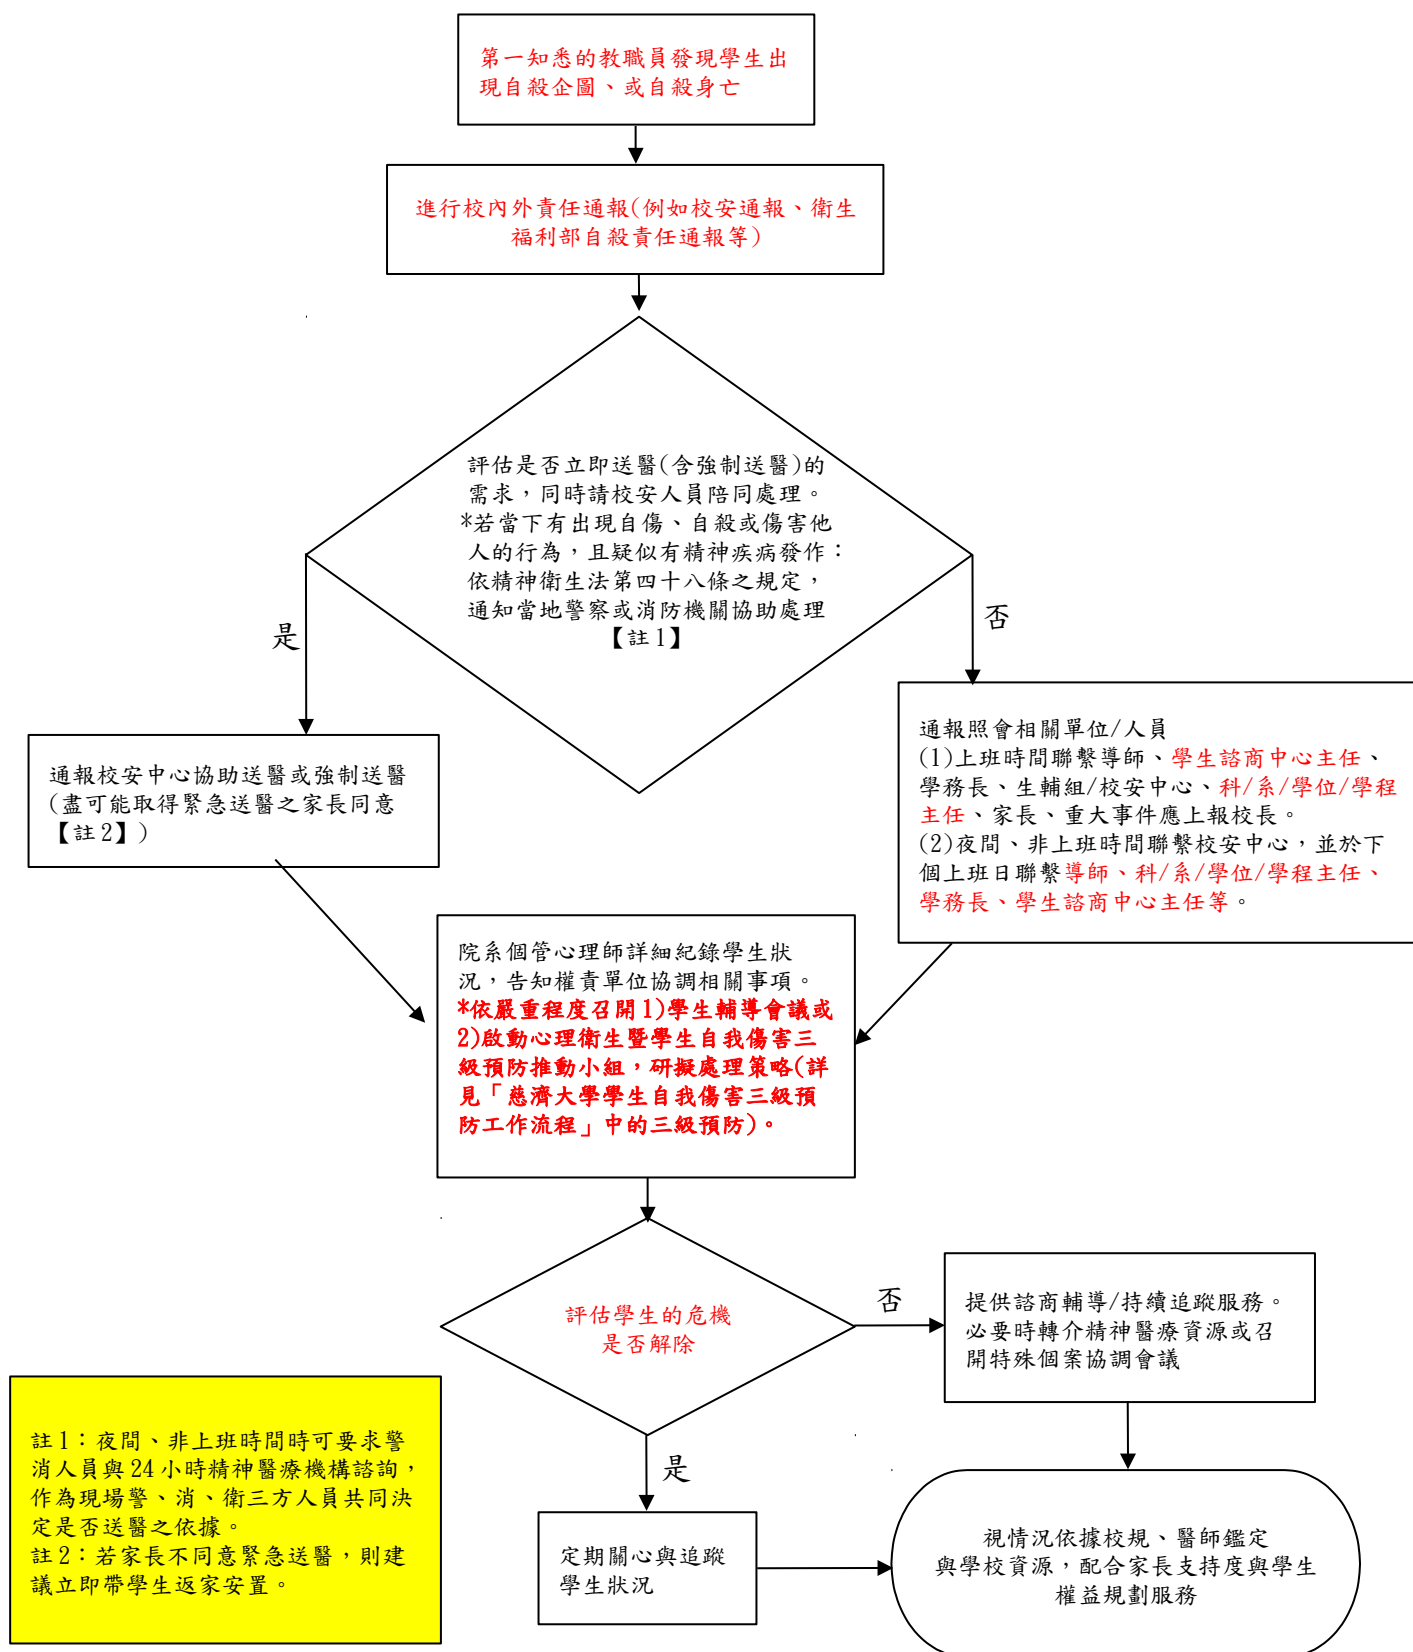 第一知悉的教職員發現學生出
現自殺企圖、或自殺身亡
進行校內外責任通報(例如校安通報、衛生
福利部自殺責任通報等)
評估是否立即送醫(含強制送醫)的
需求，同時請校安人員陪同處理。
*若當下有出現自傷、自殺或傷害他
人的行為，且疑似有精神疾病發作：
依精神衛生法第四十八條之規定，
通知當地警察或消防機關協助處理
【註1】
是
否
通報校安中心協助送醫或強制送醫
(盡可能取得緊急送醫之家長同意
【註2】)
通報照會相關單位/人員
(1)上班時間聯繫導師、學生諮商中心主任、
學務長、生輔組/校安中心、科/系/學位/學程
主任、家長、重大事件應上報校長。
(2)夜間、非上班時間聯繫校安中心，並於下
個上班日聯繫導師、科/系/學位/學程主任、
學務長、學生諮商中心主任等。
院系個管心理師詳細紀錄學生狀
況，告知權責單位協調相關事項。
*依嚴重程度召開1)學生輔導會議或
2)啟動心理衛生暨學生自我傷害三
級預防推動小組，研擬處理策略(詳
見「慈濟大學學生自我傷害三級預
防工作流程」中的三級預防)。
評估學生的危機
是否解除
否
提供諮商輔導/持續追蹤服務。
必要時轉介精神醫療資源或召
開特殊個案協調會議
是
定期關心與追蹤
學生狀況
視情況依據校規、醫師鑑定
與學校資源，配合家長支持度與學生
權益規劃服務
註1：夜間、非上班時間時可要求警
消人員與24小時精神醫療機構諮詢，
作為現場警、消、衛三方人員共同決
定是否送醫之依據。
註2：若家長不同意緊急送醫，則建
議立即帶學生返家安置。